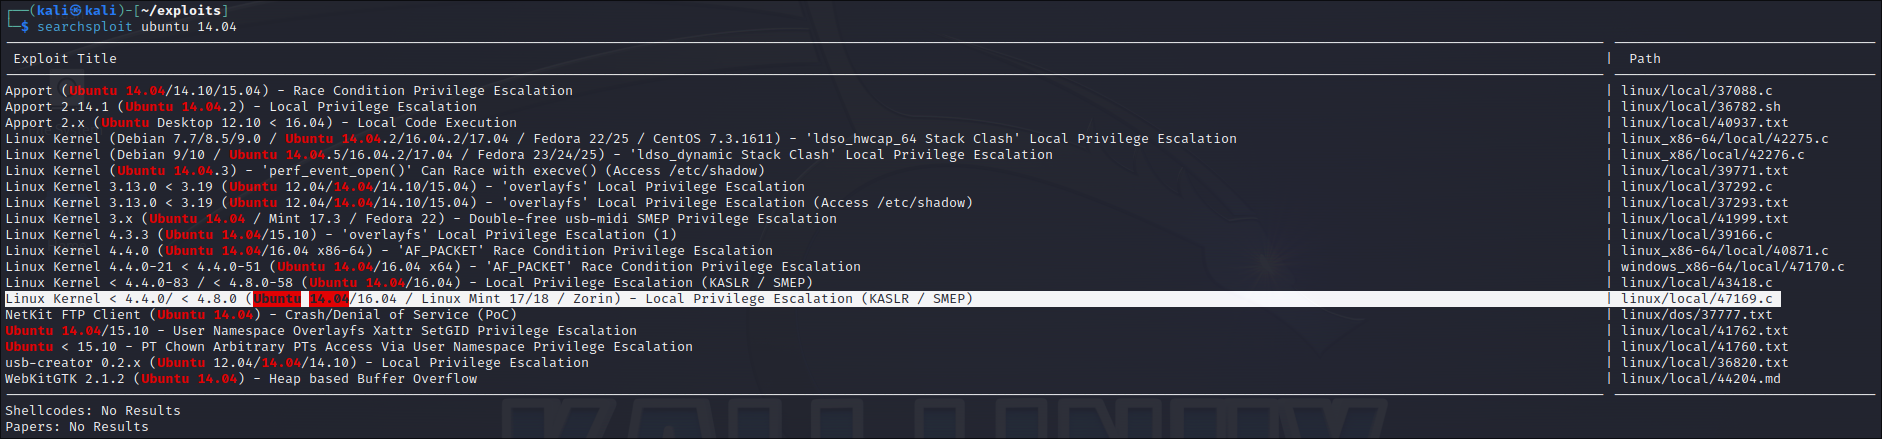 ┌──(kali㉿kali)-[~/exploits]
└─$ searchsploit ubuntu 14.04
Exploit Title | Path
Apport (Ubuntu 14.04/14.10/15.04) - Race Condition Privilege Escalation | linux/local/37088.c
Apport 2.14.1 (Ubuntu 14.04.2) - Local Privilege Escalation | linux/local/36782.sh
Apport 2.x (Ubuntu Desktop 12.10 < 16.04) - Local Code Execution | linux/local/40937.txt
Linux Kernel (Debian 7.7/8.5/9.0 / Ubuntu 14.04.2/16.04.2/17.04 / Fedora 22/25 / CentOS 7.3.1611) - 'ldso_hwcap_64 Stack Clash' Local Privilege Escalation | linux_x86-64/local/42275.c
Linux Kernel (Debian 9/10 / Ubuntu 14.04.5/16.04.2/17.04 / Fedora 23/24/25) - 'ldso_dynamic Stack Clash' Local Privilege Escalation | linux_x86/local/42276.c
Linux Kernel (Ubuntu 14.04.3) - 'perf_event_open()' Can Race with execve() (Access /etc/shadow) | linux/local/39771.txt
Linux Kernel 3.13.0 < 3.19 (Ubuntu 12.04/14.04/14.10/15.04) - 'overlayfs' Local Privilege Escalation | linux/local/37292.c
Linux Kernel 3.13.0 < 3.19 (Ubuntu 12.04/14.04/14.10/15.04) - 'overlayfs' Local Privilege Escalation (Access /etc/shadow) | linux/local/37293.txt
Linux Kernel 3.x (Ubuntu 14.04 / Mint 17.3 / Fedora 22) - Double-free usb-midi SMEP Privilege Escalation | linux/local/41999.txt
Linux Kernel 4.3.3 (Ubuntu 14.04/15.10) - 'overlayfs' Local Privilege Escalation (1) | linux/local/39166.c
Linux Kernel 4.4.0 (Ubuntu 14.04/16.04 x86-64) - 'AF_PACKET' Race Condition Privilege Escalation | linux_x86-64/local/40871.c
Linux Kernel 4.4.0-21 < 4.4.0-51 (Ubuntu 14.04/16.04 x64) - 'AF_PACKET' Race Condition Privilege Escalation | windows_x86-64/local/47170.c
Linux Kernel < 4.4.0-83 / < 4.8.0-58 (Ubuntu 14.04/16.04) - Local Privilege Escalation (KASLR / SMEP) | linux/local/43418.c
Linux Kernel < 4.4.0/ < 4.8.0 (Ubuntu 14.04/16.04 / Linux Mint 17/18 / Zorin) - Local Privilege Escalation (KASLR / SMEP) | linux/local/47169.c
NetKit FTP Client (Ubuntu 14.04) - Crash/Denial of Service (PoC) | linux/dos/37777.txt
Ubuntu 14.04/15.10 - User Namespace Overlayfs Xattr SetGID Privilege Escalation | linux/local/41762.txt
Ubuntu < 15.10 - PT Chown Arbitrary PTs Access Via User Namespace Privilege Escalation | linux/local/41760.txt
usb-creator 0.2.x (Ubuntu 12.04/14.04/14.10) - Local Privilege Escalation | linux/local/36820.txt
WebKitGTK 2.1.2 (Ubuntu 14.04) - Heap based Buffer Overflow | linux/local/44204.md
Shellcodes: No Results
Papers: No Results